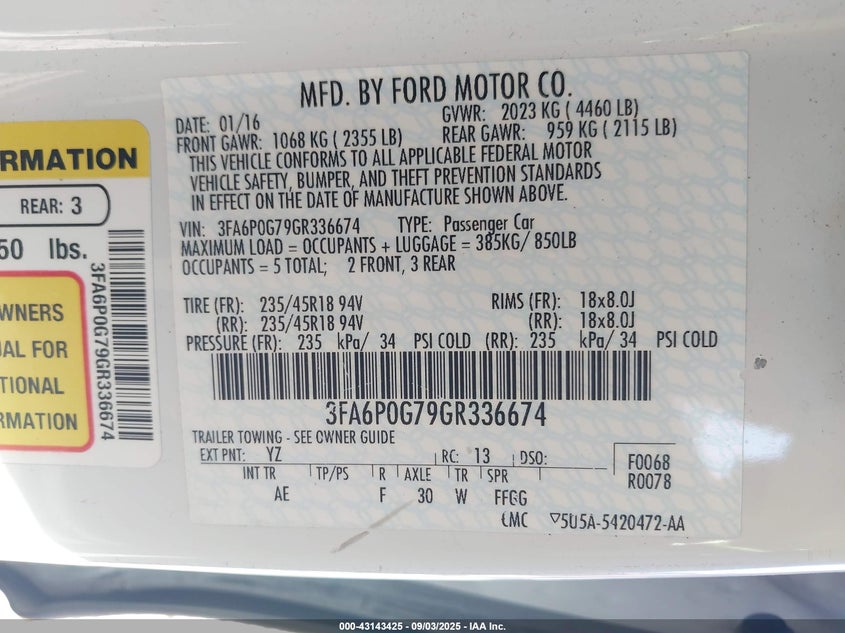 MFD. BY FORD MOTOR CO.
DATE: 01/16 GVWR: 2023 KG ( 4460 LB)
FRONT GAWR: 1068 KG ( 2355 LB) REAR GAWR: 959 KG ( 2115 LB)
THIS VEHICLE CONFORMS TO ALL APPLICABLE FEDERAL MOTOR
VEHICLE SAFETY, BUMPER, AND THEFT PREVENTION STANDARDS
IN EFFECT ON THE DATE OF MANUFACTURE SHOWN ABOVE.
VIN: 3FA6P0G79GR336674 TYPE: Passenger Car
MAXIMUM LOAD = OCCUPANTS + LUGGAGE = 385KG/ 850LB
OCCUPANTS = 5 TOTAL; 2 FRONT, 3 REAR
TIRE (FR): 235/45R18 94V RIMS (FR): 18x8.0J
(RR): 235/45R18 94V (RR): 18x8.0J
PRESSURE (FR): 235 kPa/ 34 PSI COLD (RR): 235 kPa/ 34 PSI COLD
3FA6P0G79GR336674
TRAILER TOWING - SEE OWNER GUIDE
EXT PNT: YZ RC: 13 DSO:
INT TR TP/PS R AXLE TR SPR
AE F 30 W FFGG
F0068
R0078
LMC ▽5U5A-5420472-AA
RMATION
REAR: 3
50 lbs.
WNERS
UAL FOR
TIONAL
RMATION
3FA6P0G79GR336674
000-43143425 - 09/03/2025 - IAA Inc.